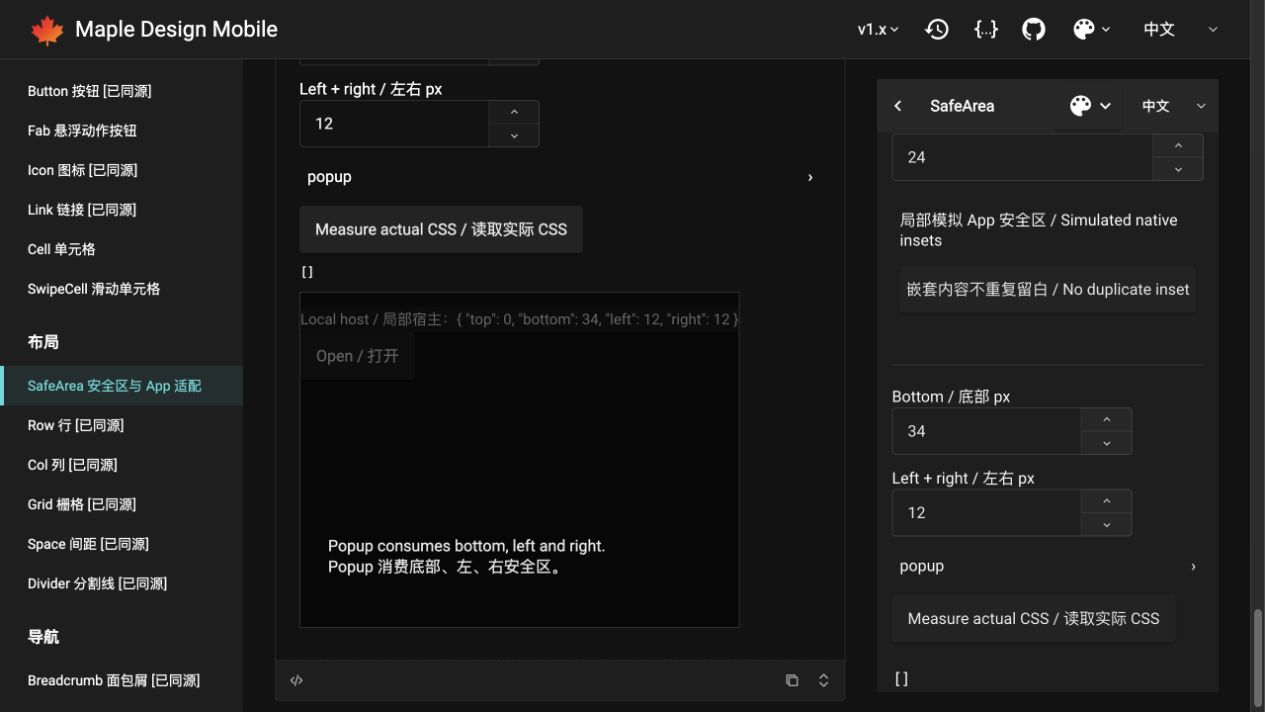 Maple Design Mobile
v1.x
{...}
中文
Button 按钮 [已同源]
Fab 悬浮动作按钮
Icon 图标 [已同源]
Link 链接 [已同源]
Cell 单元格
SwipeCell 滑动单元格
布局
SafeArea 安全区与 App 适配
Row 行 [已同源]
Col 列 [已同源]
Grid 栅格 [已同源]
Space 间距 [已同源]
Divider 分割线 [已同源]
导航
Breadcrumb 面包屑 [已同源]
Left + right / 左右 px
12
popup
Measure actual CSS / 读取实际 CSS
[]
Local host / 局部宿主: { "top": 0, "bottom": 34, "left": 12, "right": 12 }
Open / 打开
Popup consumes bottom, left and right.
Popup 消费底部、左、右安全区。
SafeArea
中文
24
局部模拟 App 安全区 / Simulated native
insets
嵌套内容不重复留白 / No duplicate inset
Bottom / 底部 px
34
Left + right / 左右 px
12
popup
Measure actual CSS / 读取实际 CSS
[]